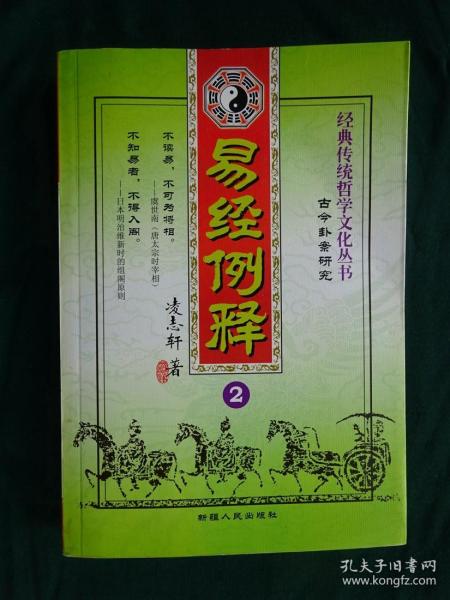 经典传统哲学文化丛书
古今卦案研究
易经例释
2
不读易，不可为将相。
——虞世南（唐太宗时宰相）
不知易者，不得入阁。
——日本明治维新时的组阁原则
凌志轩 著
新疆人民出版社
孔夫子旧书网
www.kongfz.com